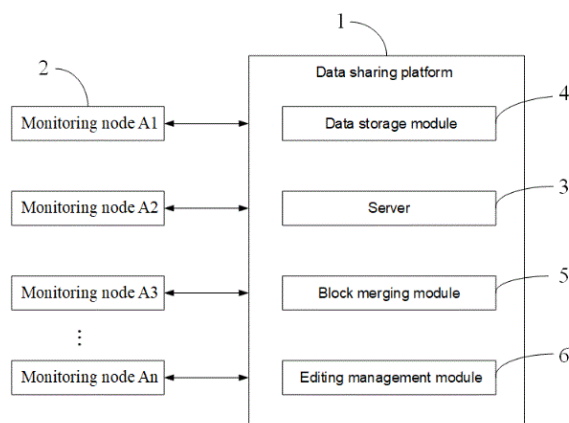 1
2
Data sharing platform
4
Monitoring node A1
Data storage module
3
Monitoring node A2
Server
5
Monitoring node A3
Block merging module
⋮
6
Monitoring node An
Editing management module